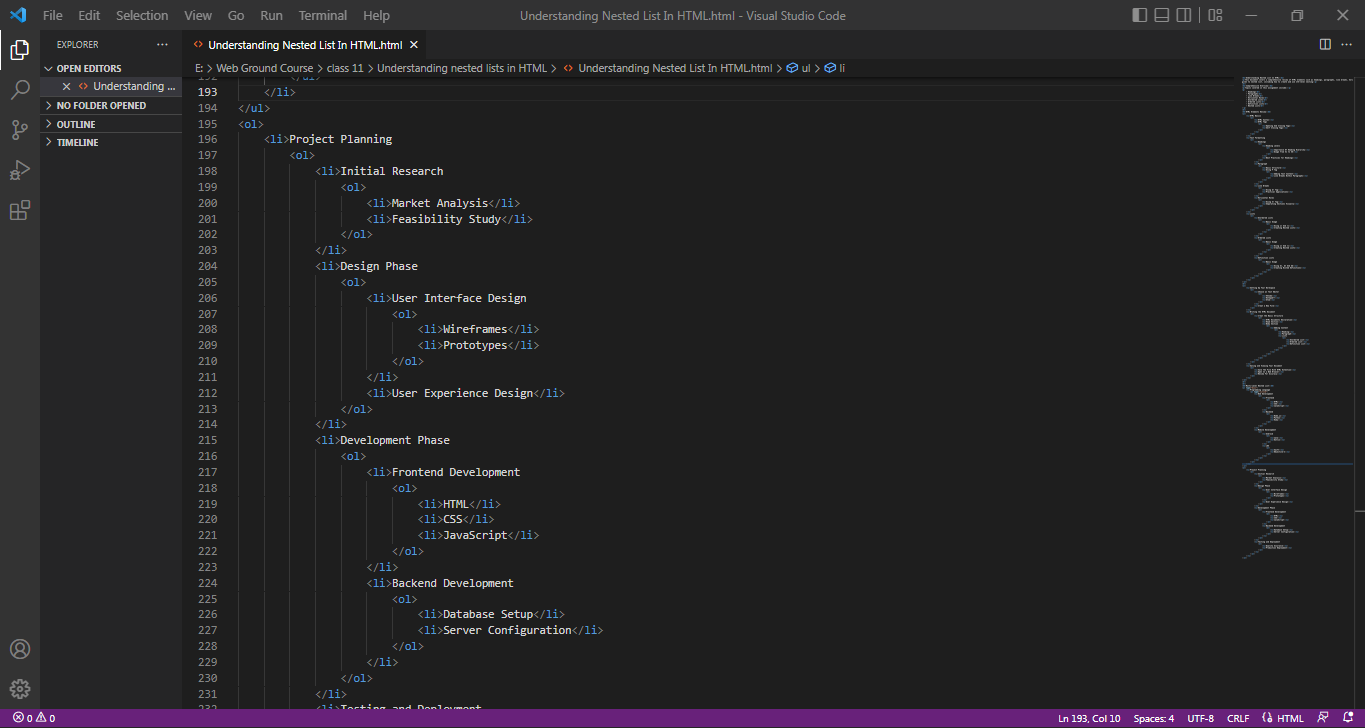 File Edit Selection View Go Run Terminal Help
Understanding Nested List In HTML.html - Visual Studio Code
EXPLORER
OPEN EDITORS
Understanding ...
NO FOLDER OPENED
OUTLINE
TIMELINE
Understanding Nested List In HTML.html
E: > Web Ground Course > class 11 > Understanding nested lists in HTML > Understanding Nested List In HTML.html > ul > li
192 </ul>
193 </li>
194 </ul>
195 <ol>
196 <li>Project Planning
197 <ol>
198 <li>Initial Research
199 <ol>
200 <li>Market Analysis</li>
201 <li>Feasibility Study</li>
202 </ol>
203 </li>
204 <li>Design Phase
205 <ol>
206 <li>User Interface Design
207 <ol>
208 <li>Wireframes</li>
209 <li>Prototypes</li>
210 </ol>
211 </li>
212 <li>User Experience Design</li>
213 </ol>
214 </li>
215 <li>Development Phase
216 <ol>
217 <li>Frontend Development
218 <ol>
219 <li>HTML</li>
220 <li>CSS</li>
221 <li>JavaScript</li>
222 </ol>
223 </li>
224 <li>Backend Development
225 <ol>
226 <li>Database Setup</li>
227 <li>Server Configuration</li>
228 </ol>
229 </li>
230 </ol>
231 </li>
232 <li>Testing and Deployment
0 0
Ln 193, Col 10 Spaces: 4 UTF-8 CRLF HTML